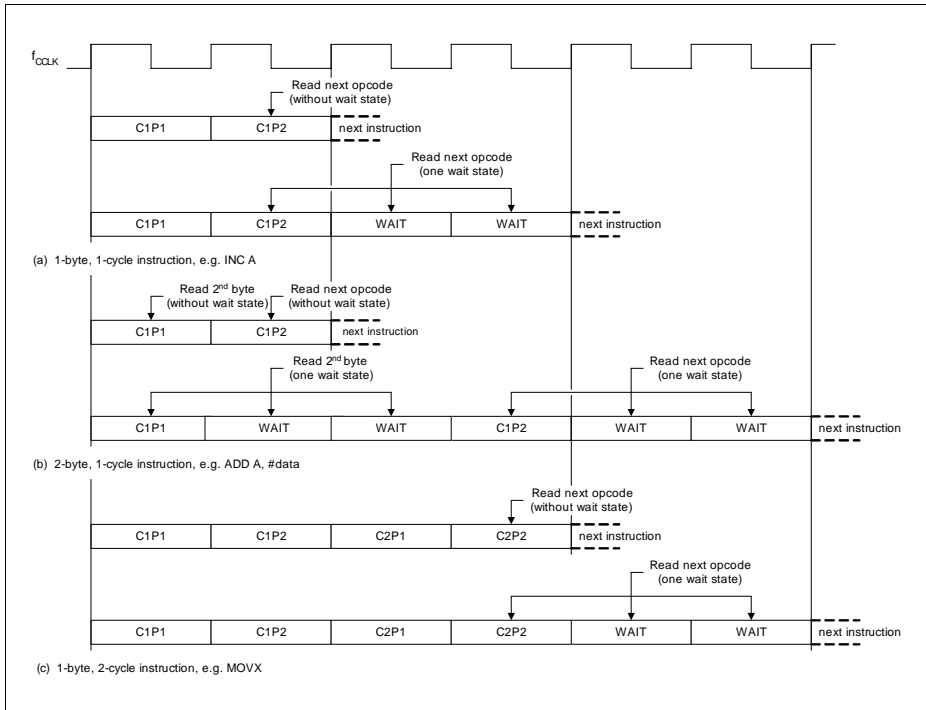 fCCLK
Read next opcode
(without wait state)
C1P1 C1P2 next instruction
Read next opcode
(one wait state)
C1P1 C1P2 WAIT WAIT next instruction
(a) 1-byte, 1-cycle instruction, e.g. INC A
Read 2nd byte Read next opcode
(without wait state) (without wait state)
C1P1 C1P2 next instruction
Read 2nd byte Read next opcode
(one wait state) (one wait state)
C1P1 WAIT WAIT C1P2 WAIT WAIT next instruction
(b) 2-byte, 1-cycle instruction, e.g. ADD A, #data
Read next opcode
(without wait state)
C1P1 C1P2 C2P1 C2P2 next instruction
Read next opcode
(one wait state)
C1P1 C1P2 C2P1 C2P2 WAIT WAIT next instruction
(c) 1-byte, 2-cycle instruction, e.g. MOVX